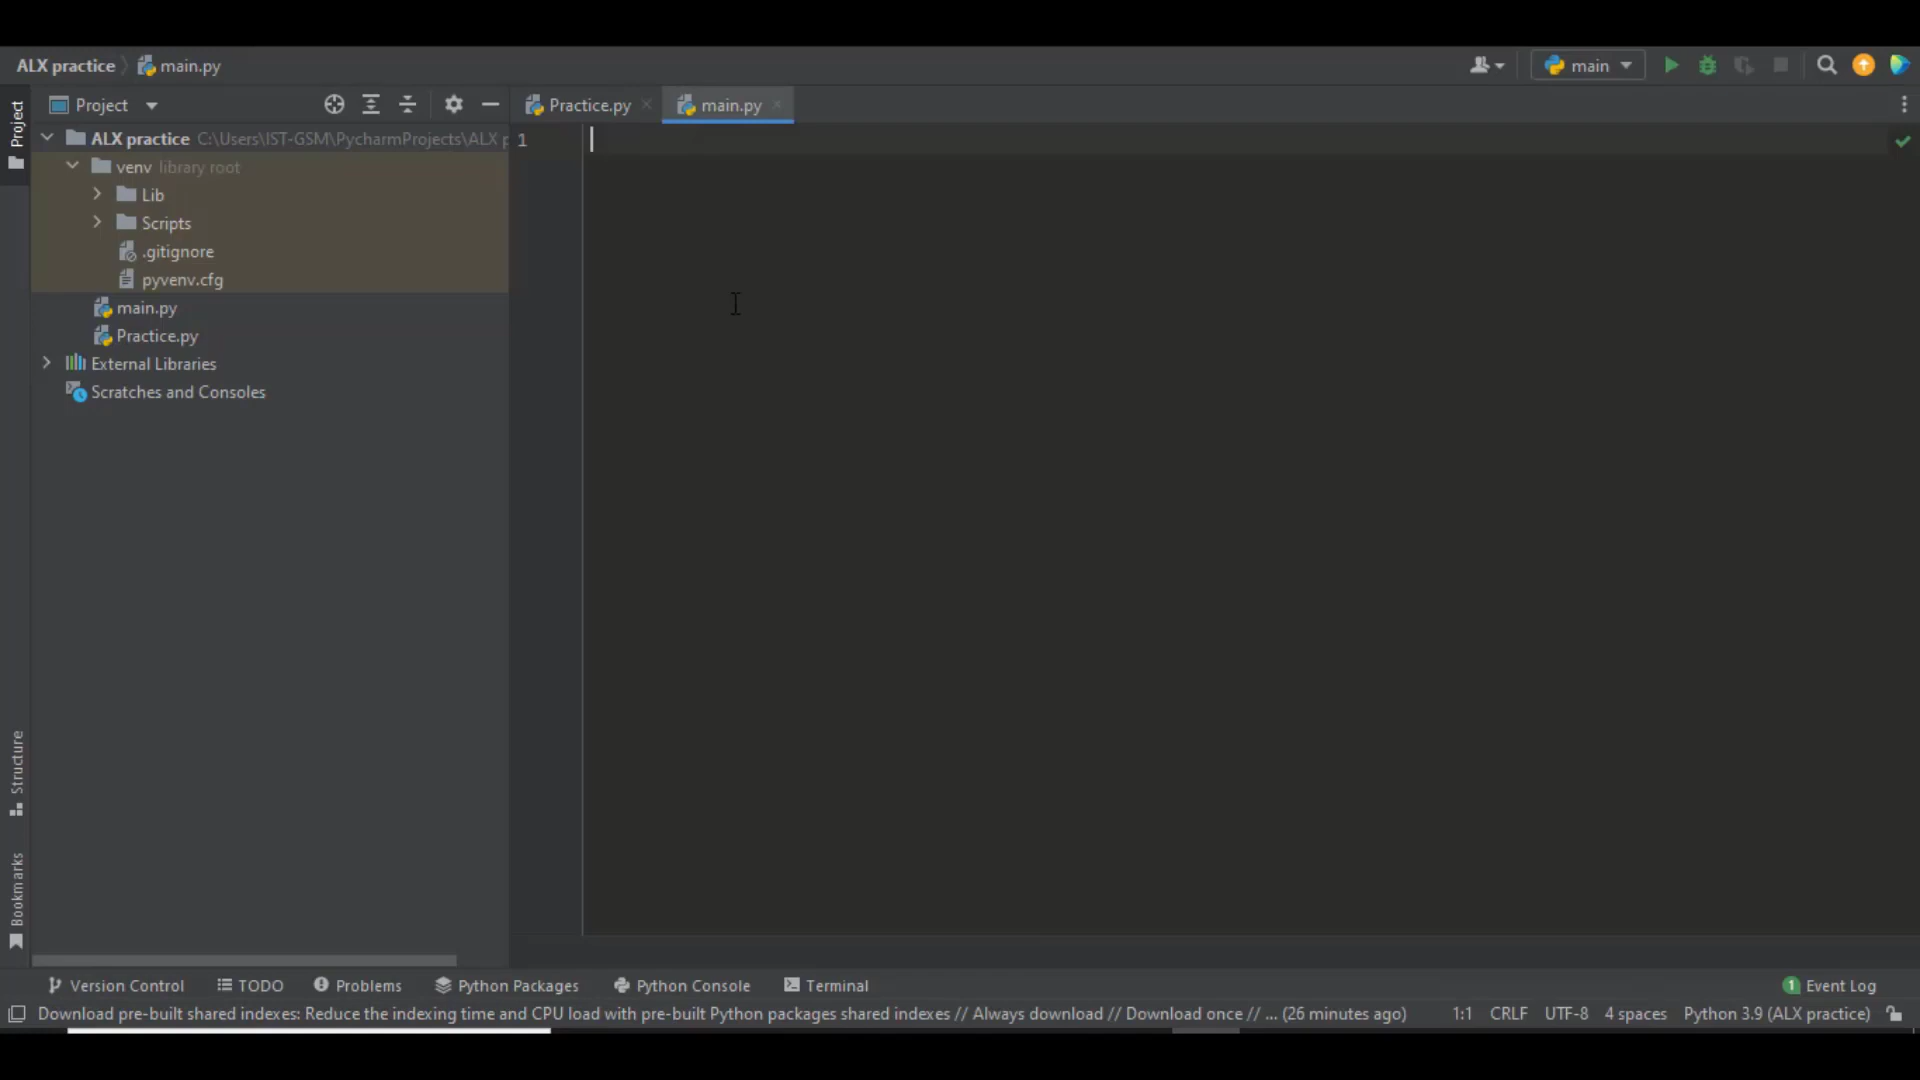 ALX practice main.py
main
Project
Practice.py main.py
Project
ALX practice C:\Users\IST-GSM\PycharmProjects\ALX p
1
venv library root
Lib
Scripts
.gitignore
pyvenv.cfg
main.py
Practice.py
External Libraries
Scratches and Consoles
Structure
Bookmarks
Version Control TODO Problems Python Packages Python Console Terminal 1 Event Log
Download pre-built shared indexes: Reduce the indexing time and CPU load with pre-built Python packages shared indexes // Always download // Download once // ... (26 minutes ago) 1:1 CRLF UTF-8 4 spaces Python 3.9 (ALX practice)